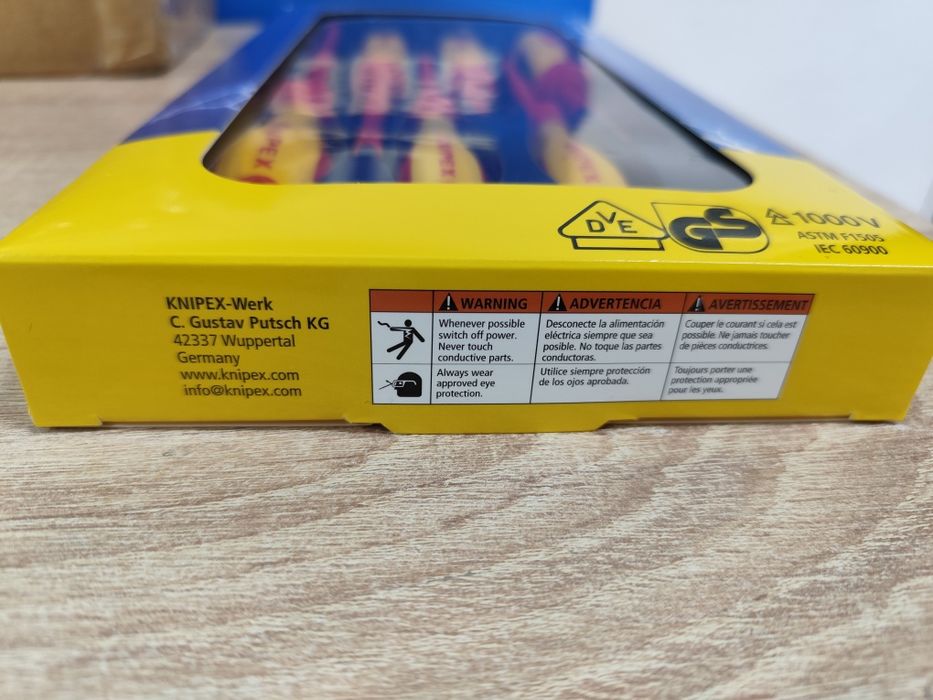 DVE
GS
1000V
ASTM F1505
IEC 60900
KNIPEX-Werk
C. Gustav Putsch KG
42337 Wuppertal
Germany
www.knipex.com
info@knipex.com
WARNING
Whenever possible
switch off power.
Never touch
conductive parts.
Always wear
approved eye
protection.
ADVERTENCIA
Desconecte la alimentación
eléctrica siempre que sea
posible. No toque las partes
conductoras.
Utilice siempre protección
de los ojos aprobada.
AVERTISSEMENT
Couper le courant si cela est
possible. Ne jamais toucher
de pièces conductrices.
Toujours porter une
protection appropriée
pour les yeux.